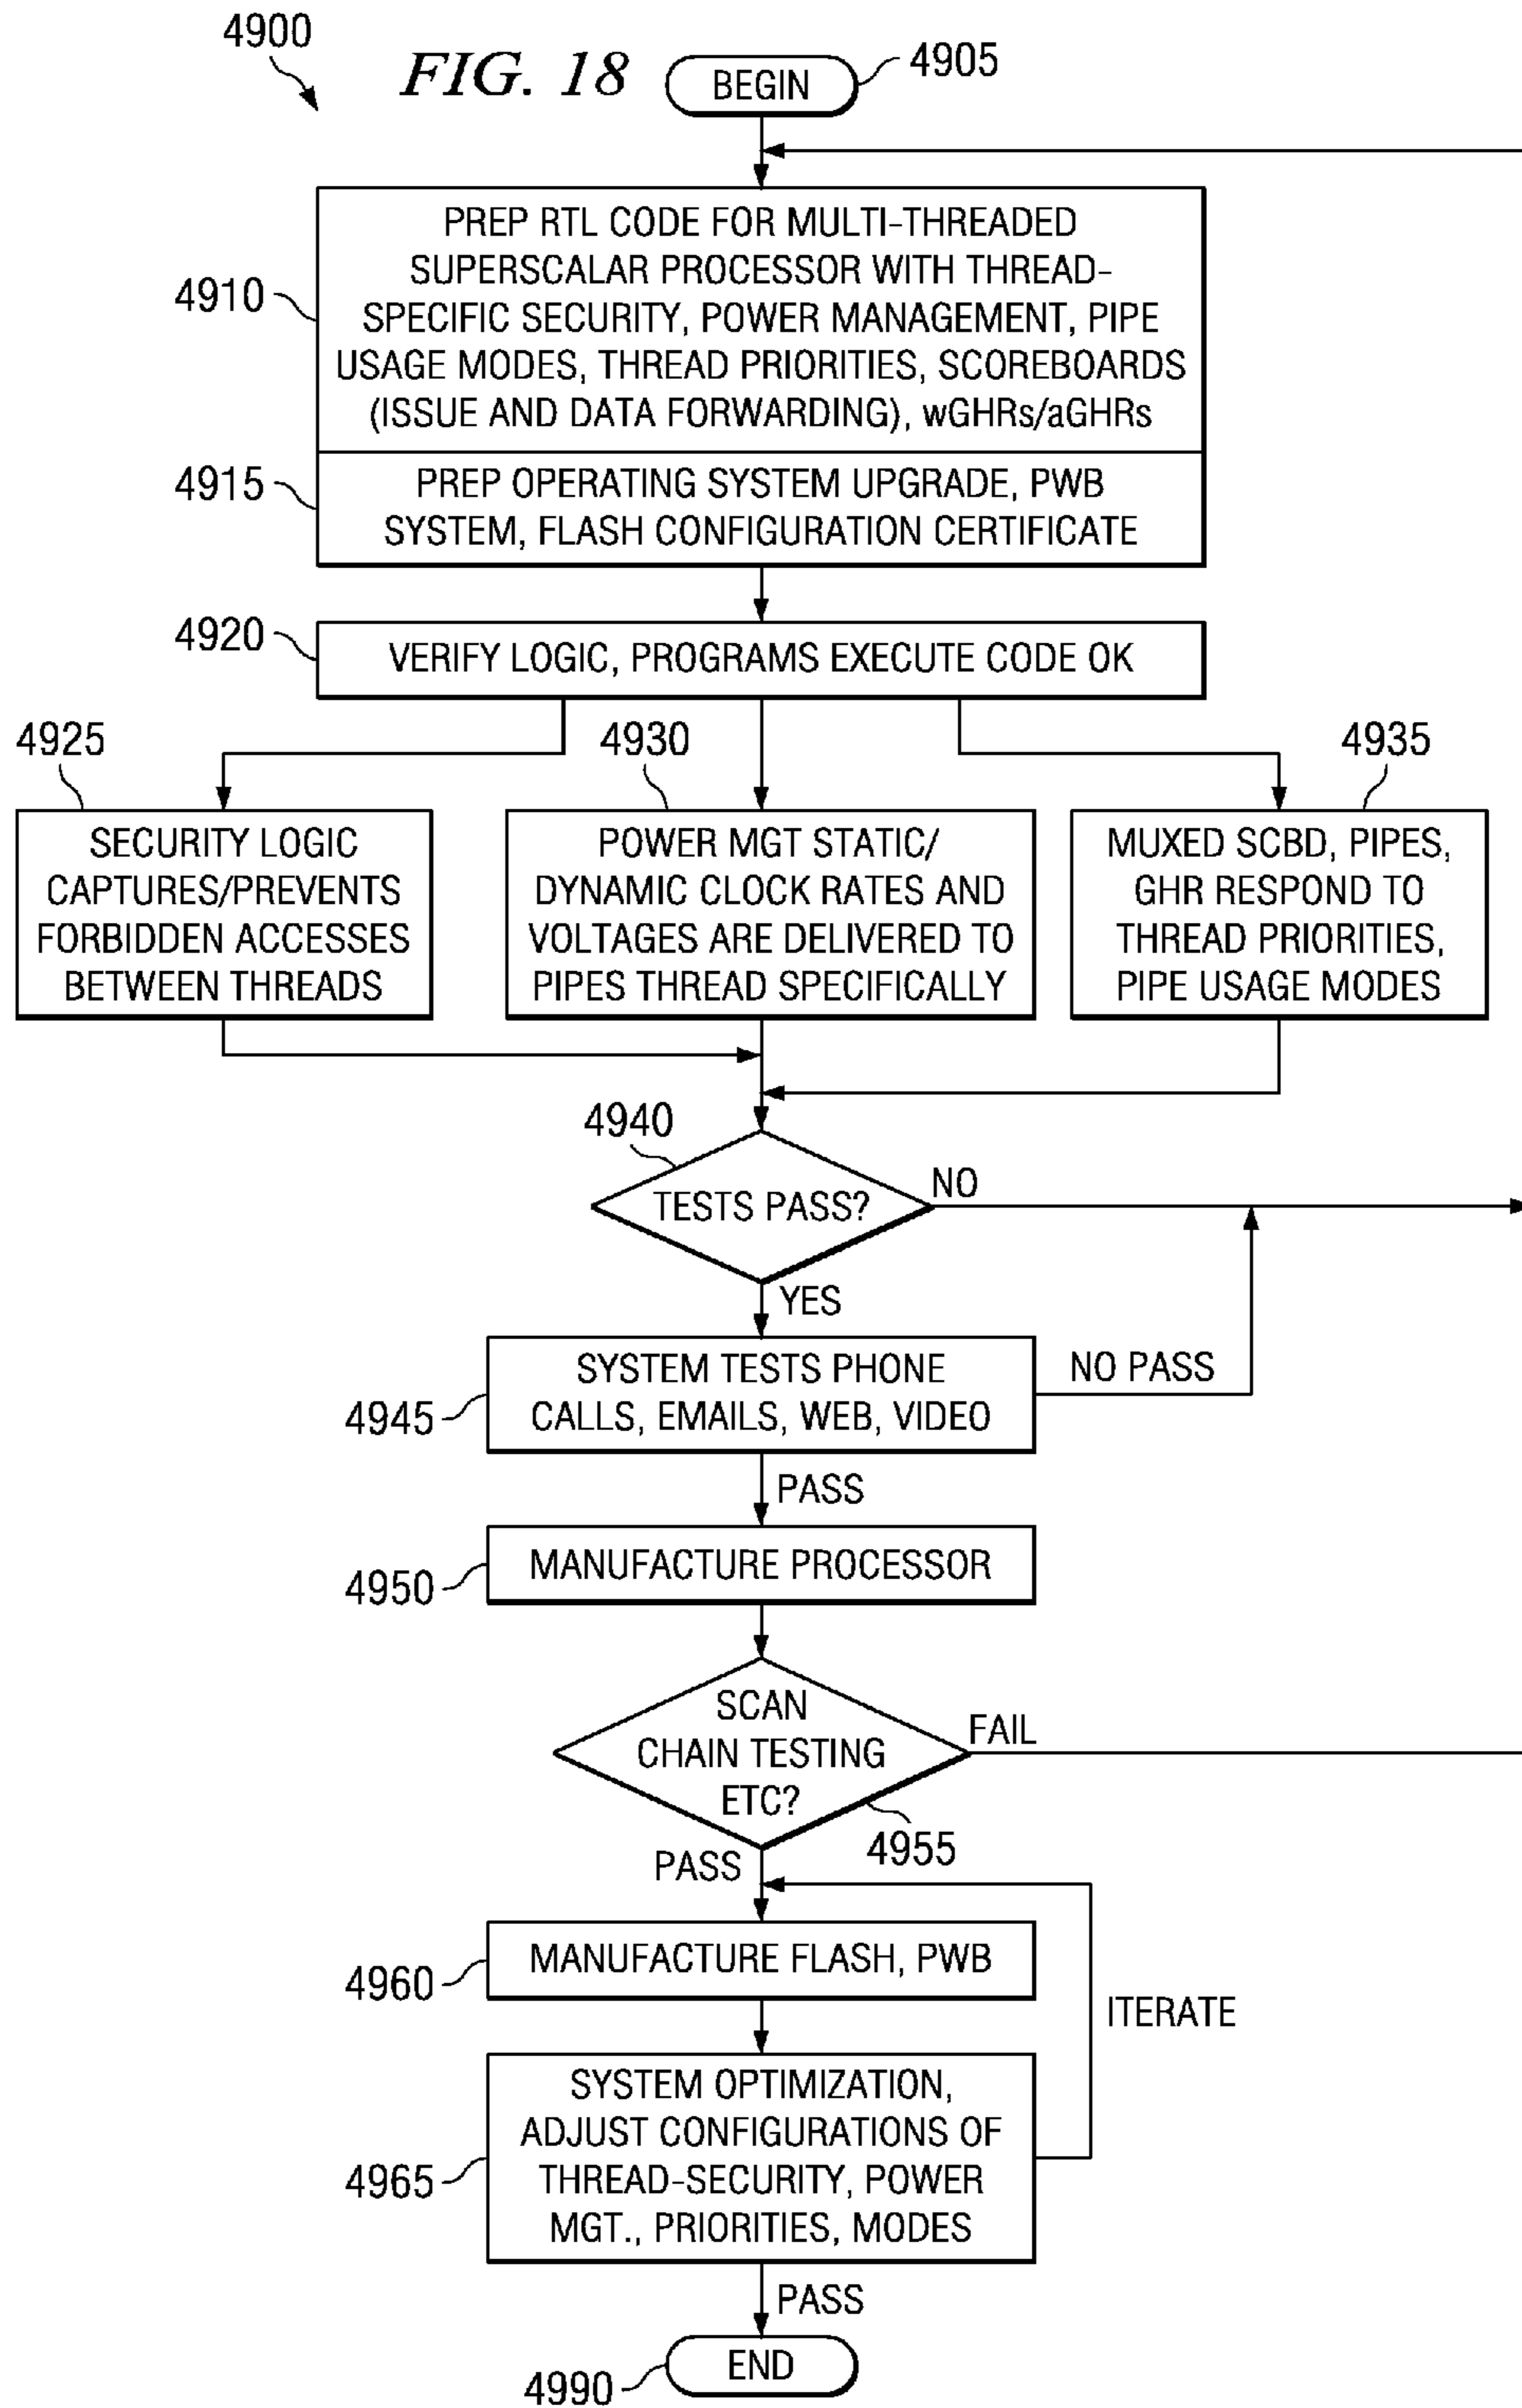 4900
FIG. 18
BEGIN
4905
4910
PREP RTL CODE FOR MULTI-THREADED
SUPERSCALAR PROCESSOR WITH THREAD-
SPECIFIC SECURITY, POWER MANAGEMENT, PIPE
USAGE MODES, THREAD PRIORITIES, SCOREBOARDS
(ISSUE AND DATA FORWARDING), wGHRs/aGHRs
4915
PREP OPERATING SYSTEM UPGRADE, PWB
SYSTEM, FLASH CONFIGURATION CERTIFICATE
4920
VERIFY LOGIC, PROGRAMS EXECUTE CODE OK
4925
SECURITY LOGIC
CAPTURES/PREVENTS
FORBIDDEN ACCESSES
BETWEEN THREADS
4930
POWER MGT STATIC/
DYNAMIC CLOCK RATES AND
VOLTAGES ARE DELIVERED TO
PIPES THREAD SPECIFICALLY
4935
MUXED SCBD, PIPES,
GHR RESPOND TO
THREAD PRIORITIES,
PIPE USAGE MODES
4940
TESTS PASS?
NO
YES
4945
SYSTEM TESTS PHONE
CALLS, EMAILS, WEB, VIDEO
NO PASS
PASS
4950
MANUFACTURE PROCESSOR
SCAN
CHAIN TESTING
ETC?
FAIL
4955
PASS
4960
MANUFACTURE FLASH, PWB
ITERATE
4965
SYSTEM OPTIMIZATION,
ADJUST CONFIGURATIONS OF
THREAD-SECURITY, POWER
MGT., PRIORITIES, MODES
PASS
END
4990